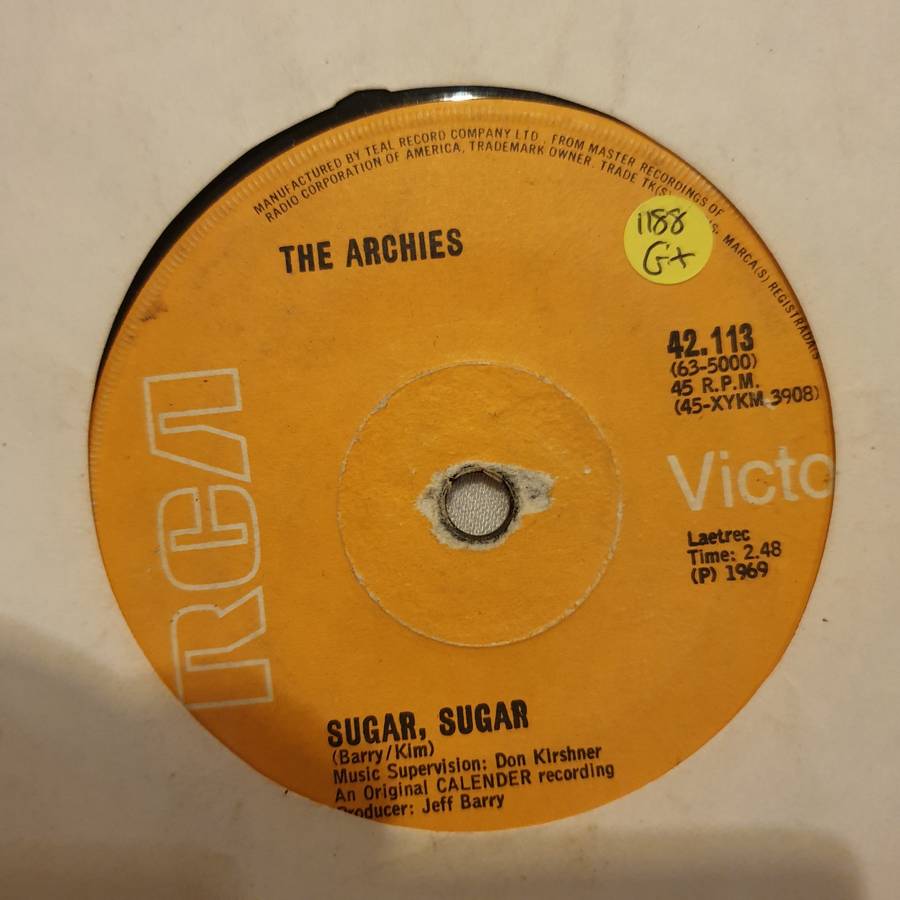 MANUFACTURED BY TEAL RECORD COMPANY LTD. FROM MASTER RECORDINGS OF
RADIO CORPORATION OF AMERICA, TRADEMARK OWNER. TRADE MARCA(S) REGISTRADA(S)
1188
G+
THE ARCHIES
42.113
(63-5000)
45 R.P.M.
(45-XYKM 3908)
RCA
Victo
Laetrec
Time: 2.48
(P) 1969
SUGAR, SUGAR
(Barry/Kim)
Music Supervision: Don Kirshner
An Original CALENDER recording
Producer: Jeff Barry